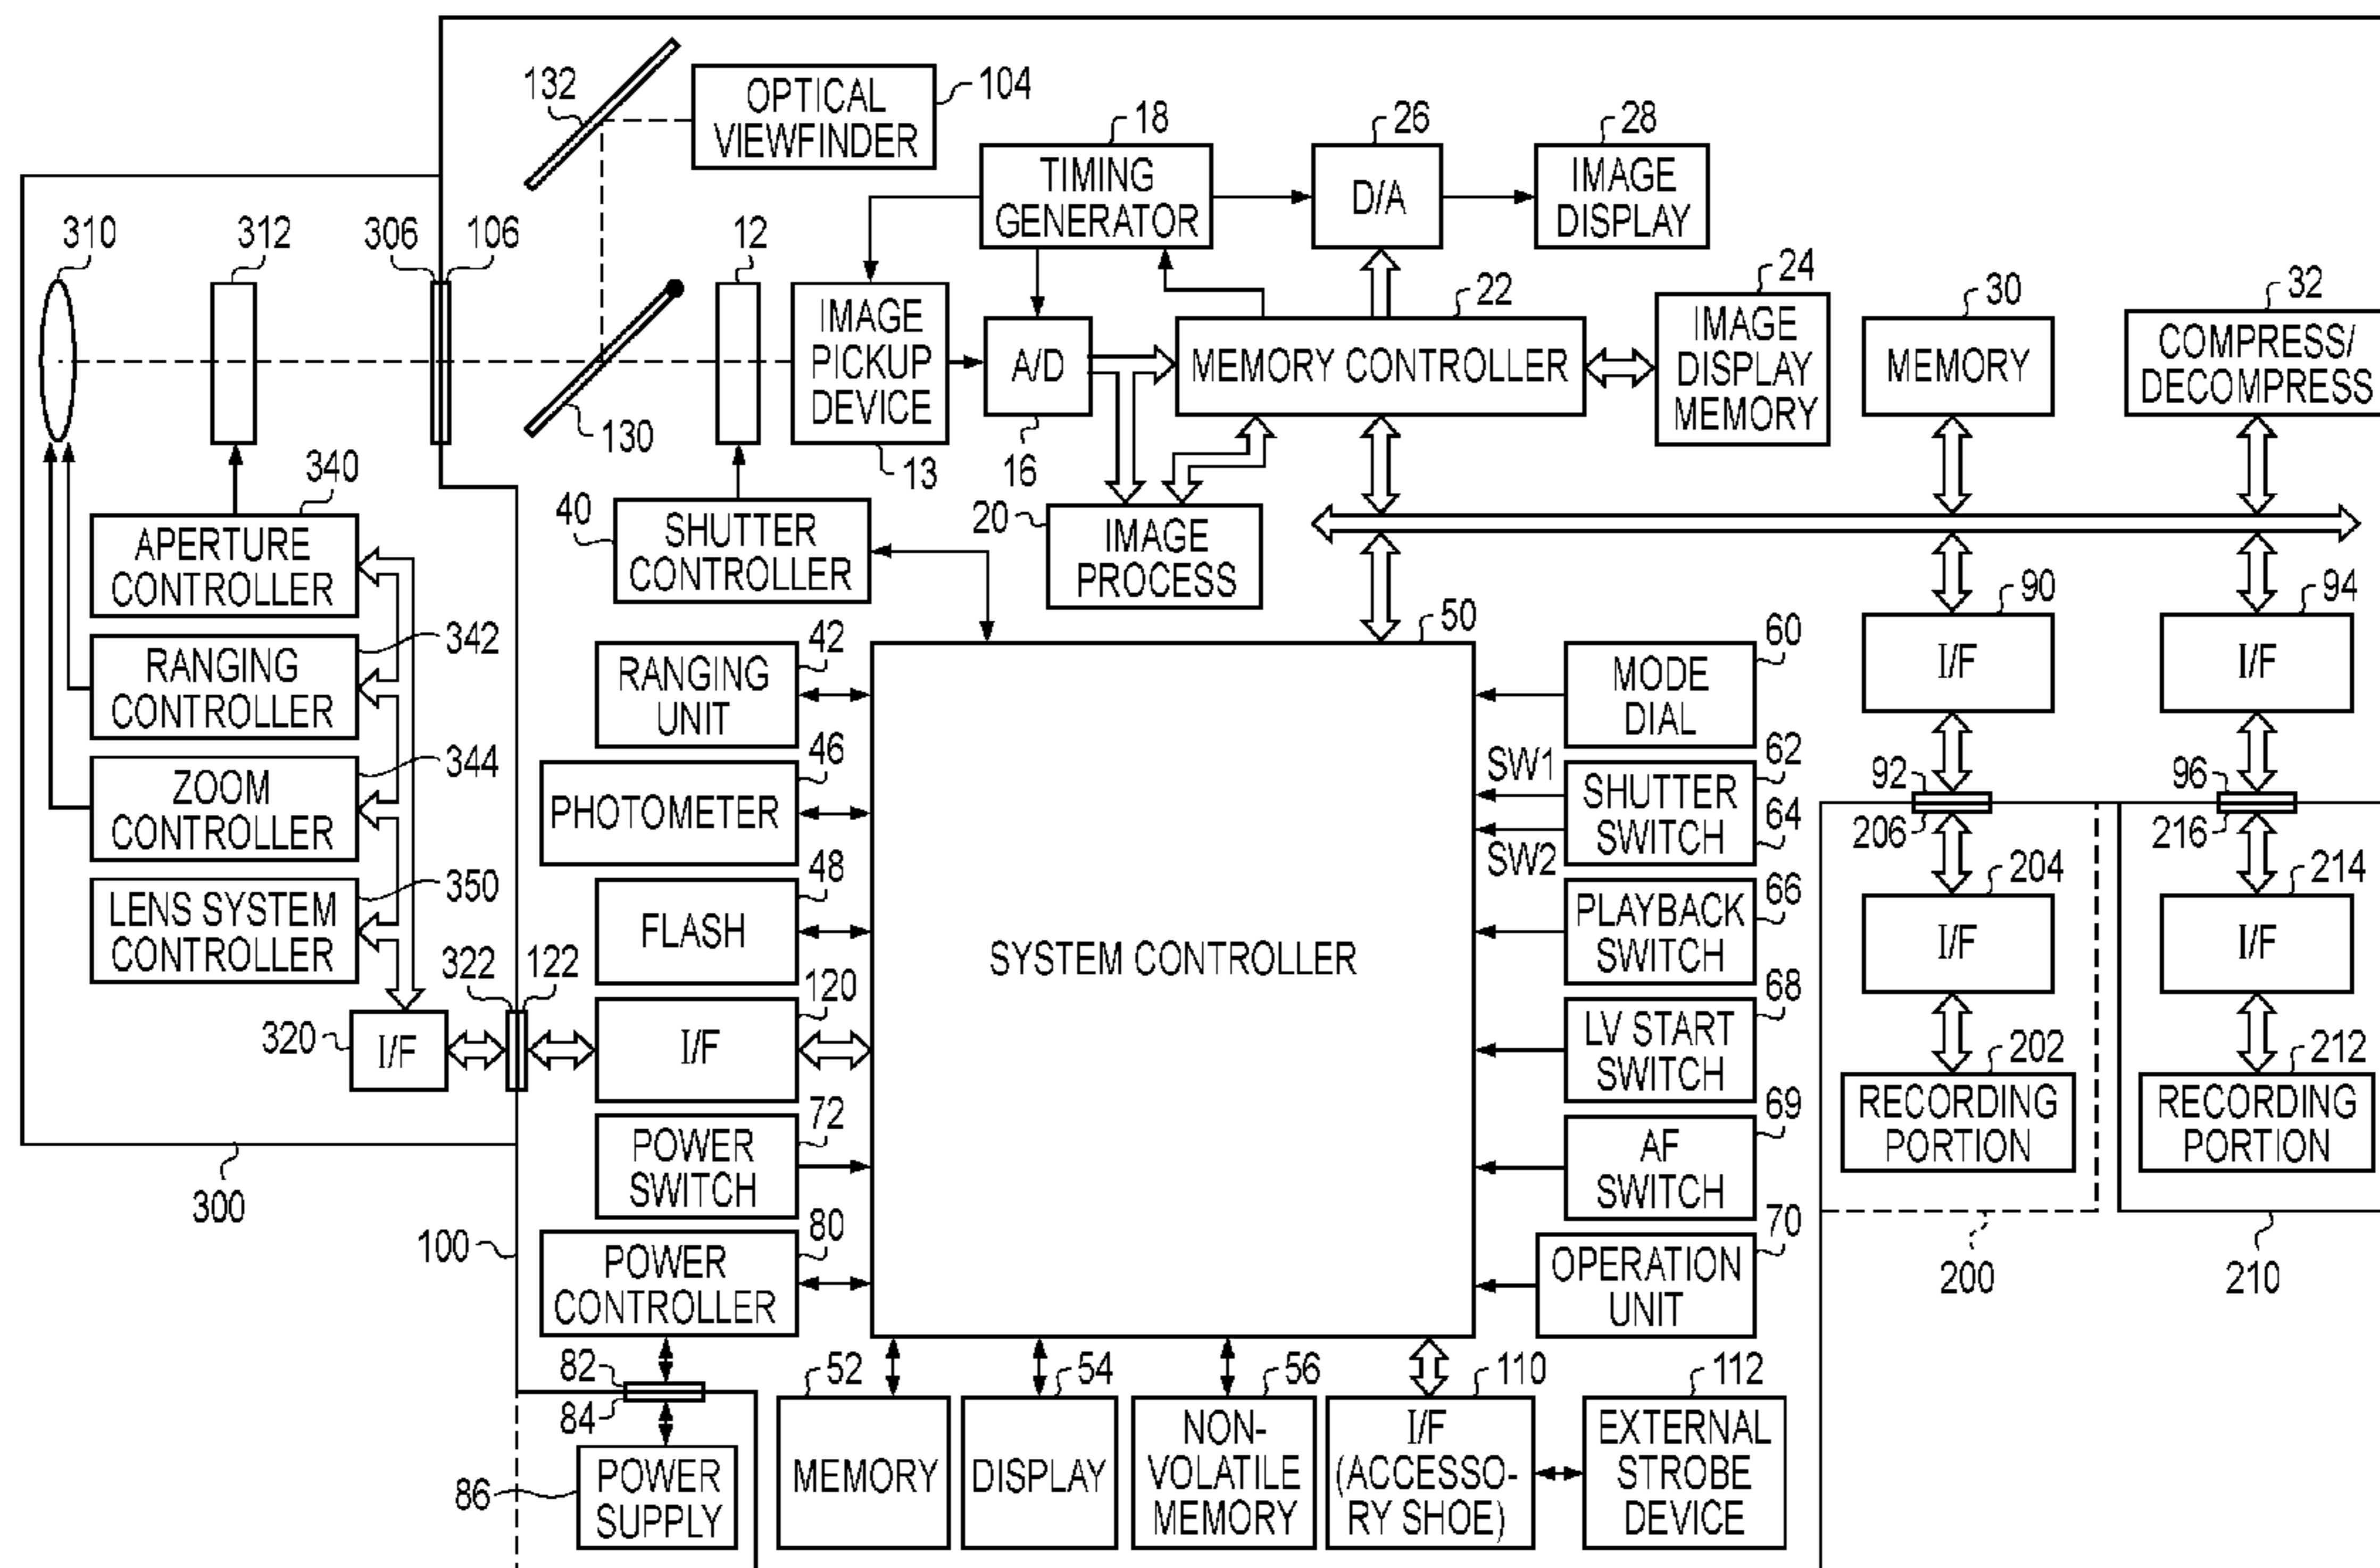 132
OPTICAL
VIEWFINDER
104
18
TIMING
GENERATOR
26
D/A
28
IMAGE
DISPLAY
310
312
306
106
12
IMAGE
PICKUP
DEVICE
13
A/D
16
22
MEMORY CONTROLLER
24
IMAGE
DISPLAY
MEMORY
30
MEMORY
32
COMPRESS/
DECOMPRESS
130
340
APERTURE
CONTROLLER
40
SHUTTER
CONTROLLER
20
IMAGE
PROCESS
342
RANGING
CONTROLLER
344
ZOOM
CONTROLLER
350
LENS SYSTEM
CONTROLLER
320
I/F
322
122
300
100
42
RANGING
UNIT
46
PHOTOMETER
48
FLASH
120
I/F
72
POWER
SWITCH
80
POWER
CONTROLLER
82
84
86
POWER
SUPPLY
50
SYSTEM CONTROLLER
60
MODE
DIAL
SW1
62
SHUTTER
SWITCH
64
SW2
66
PLAYBACK
SWITCH
68
LV START
SWITCH
69
AF
SWITCH
70
OPERATION
UNIT
90
I/F
94
I/F
92
206
96
216
204
I/F
214
I/F
202
RECORDING
PORTION
212
RECORDING
PORTION
200
210
52
MEMORY
54
DISPLAY
56
NON-
VOLATILE
MEMORY
110
I/F
(ACCESSO-
RY SHOE)
112
EXTERNAL
STROBE
DEVICE